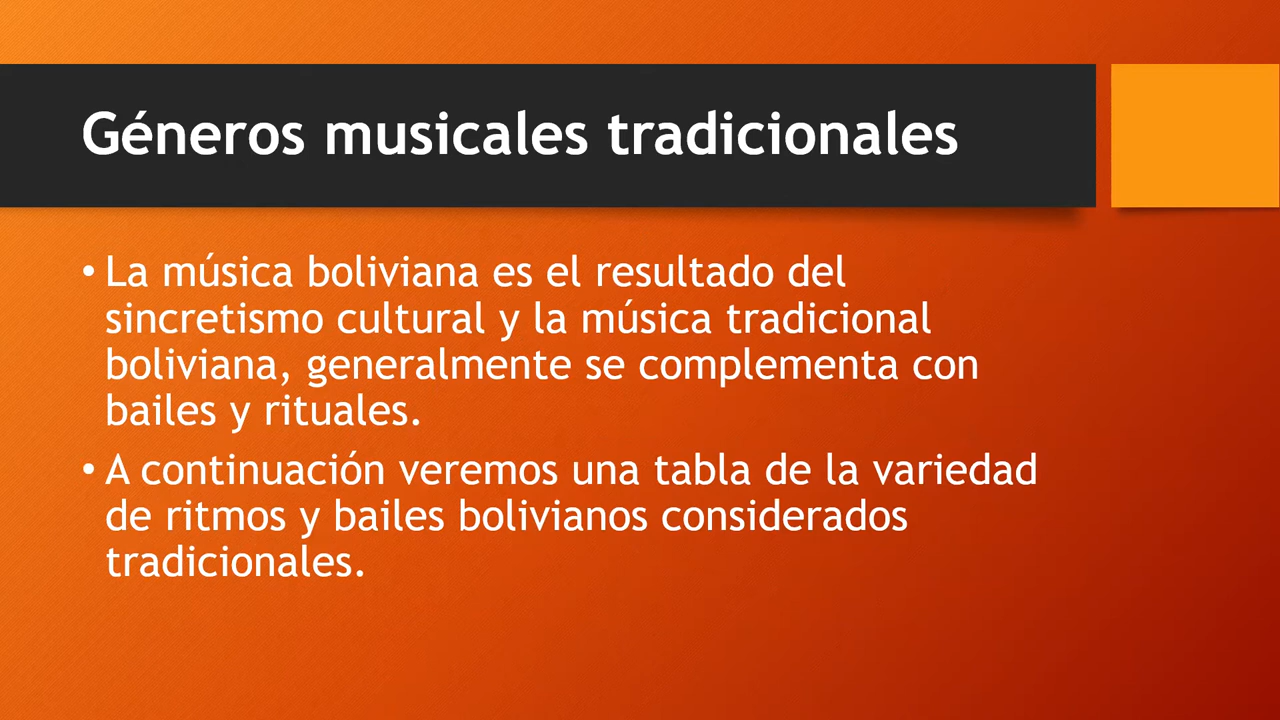 Géneros musicales tradicionales
• La música boliviana es el resultado del
sincretismo cultural y la música tradicional
boliviana, generalmente se complementa con
bailes y rituales.
• A continuación veremos una tabla de la variedad
de ritmos y bailes bolivianos considerados
tradicionales.